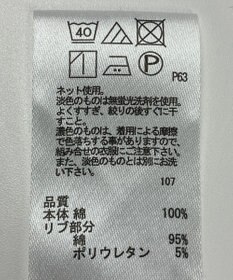 40
P
P63
ネット使用。
淡色のものは無蛍光洗剤を使用。
よくすすぎ、絞りの後すぐに干
すこと。
濃色のものは、着用による摩擦
で色落ちする事がありますので、
組み合せの衣服にご注意下さい。
また、淡色のものとは別にお洗
い下さい。
107
品質
本体 綿 100%
リブ部分
綿 95%
ポリウレタン 5%